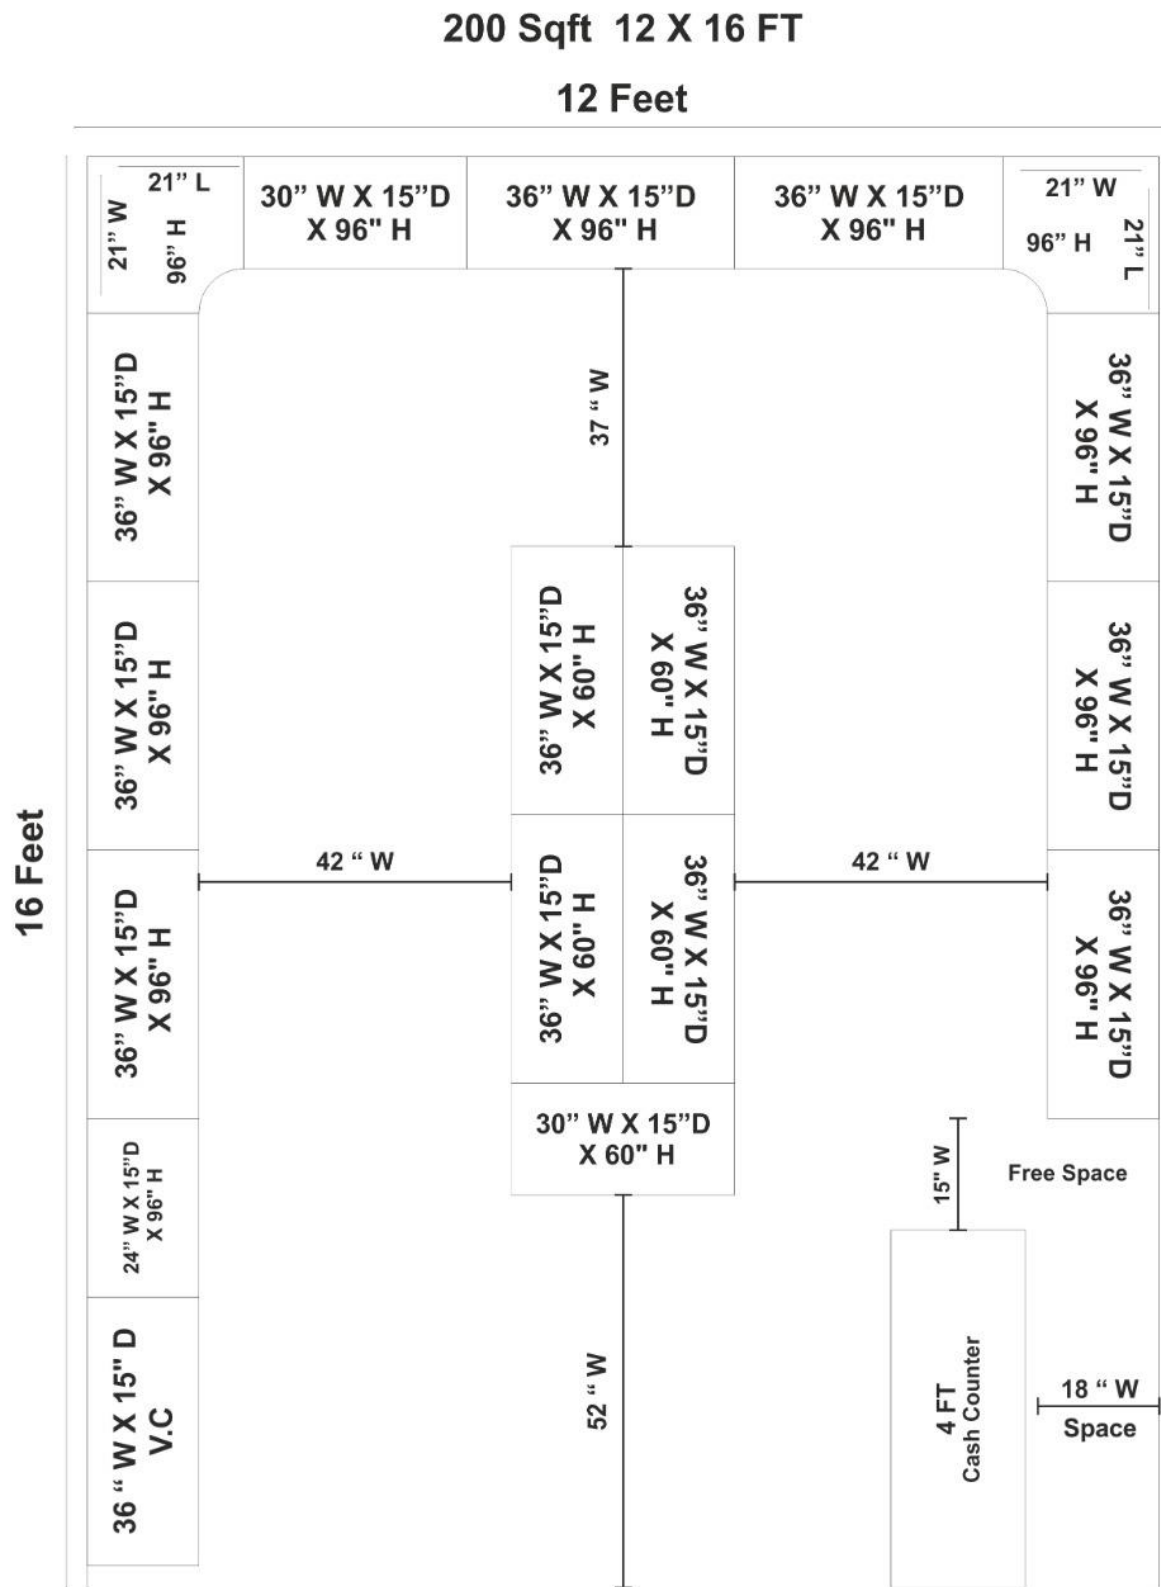 200 Sqft 12 X 16 FT
12 Feet
21” L
21” W
96” H
30” W X 15”D
X 96" H
36” W X 15”D
X 96" H
36” W X 15”D
X 96" H
21” W
96” H
21” L
36” W X 15”D
X 96" H
37 “ W
36” W X 15”D
X 96" H
36” W X 15”D
X 96" H
36” W X 15”D
X 60" H
36” W X 15”D
X 60" H
36” W X 15”D
X 96" H
16 Feet
42 “ W
42 “ W
36” W X 15”D
X 96" H
36” W X 15”D
X 60" H
36” W X 15”D
X 60" H
36” W X 15”D
X 96" H
30” W X 15”D
X 60" H
24” W X 15”D
X 96" H
15" W
Free Space
36 “ W X 15" D
V.C
52 “ W
4 FT
Cash Counter
18 “ W
Space